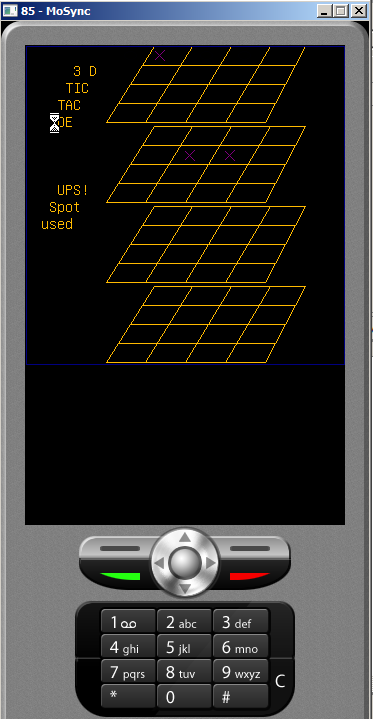 85 - MoSync
3 D
TIC
TAC
OE
UPS!
Spot
used
1
2 abc
3 def
4 ghi
5 jkl
6 mno
7 pqrs
8 tuv
9 wxyz
C
*
0
#